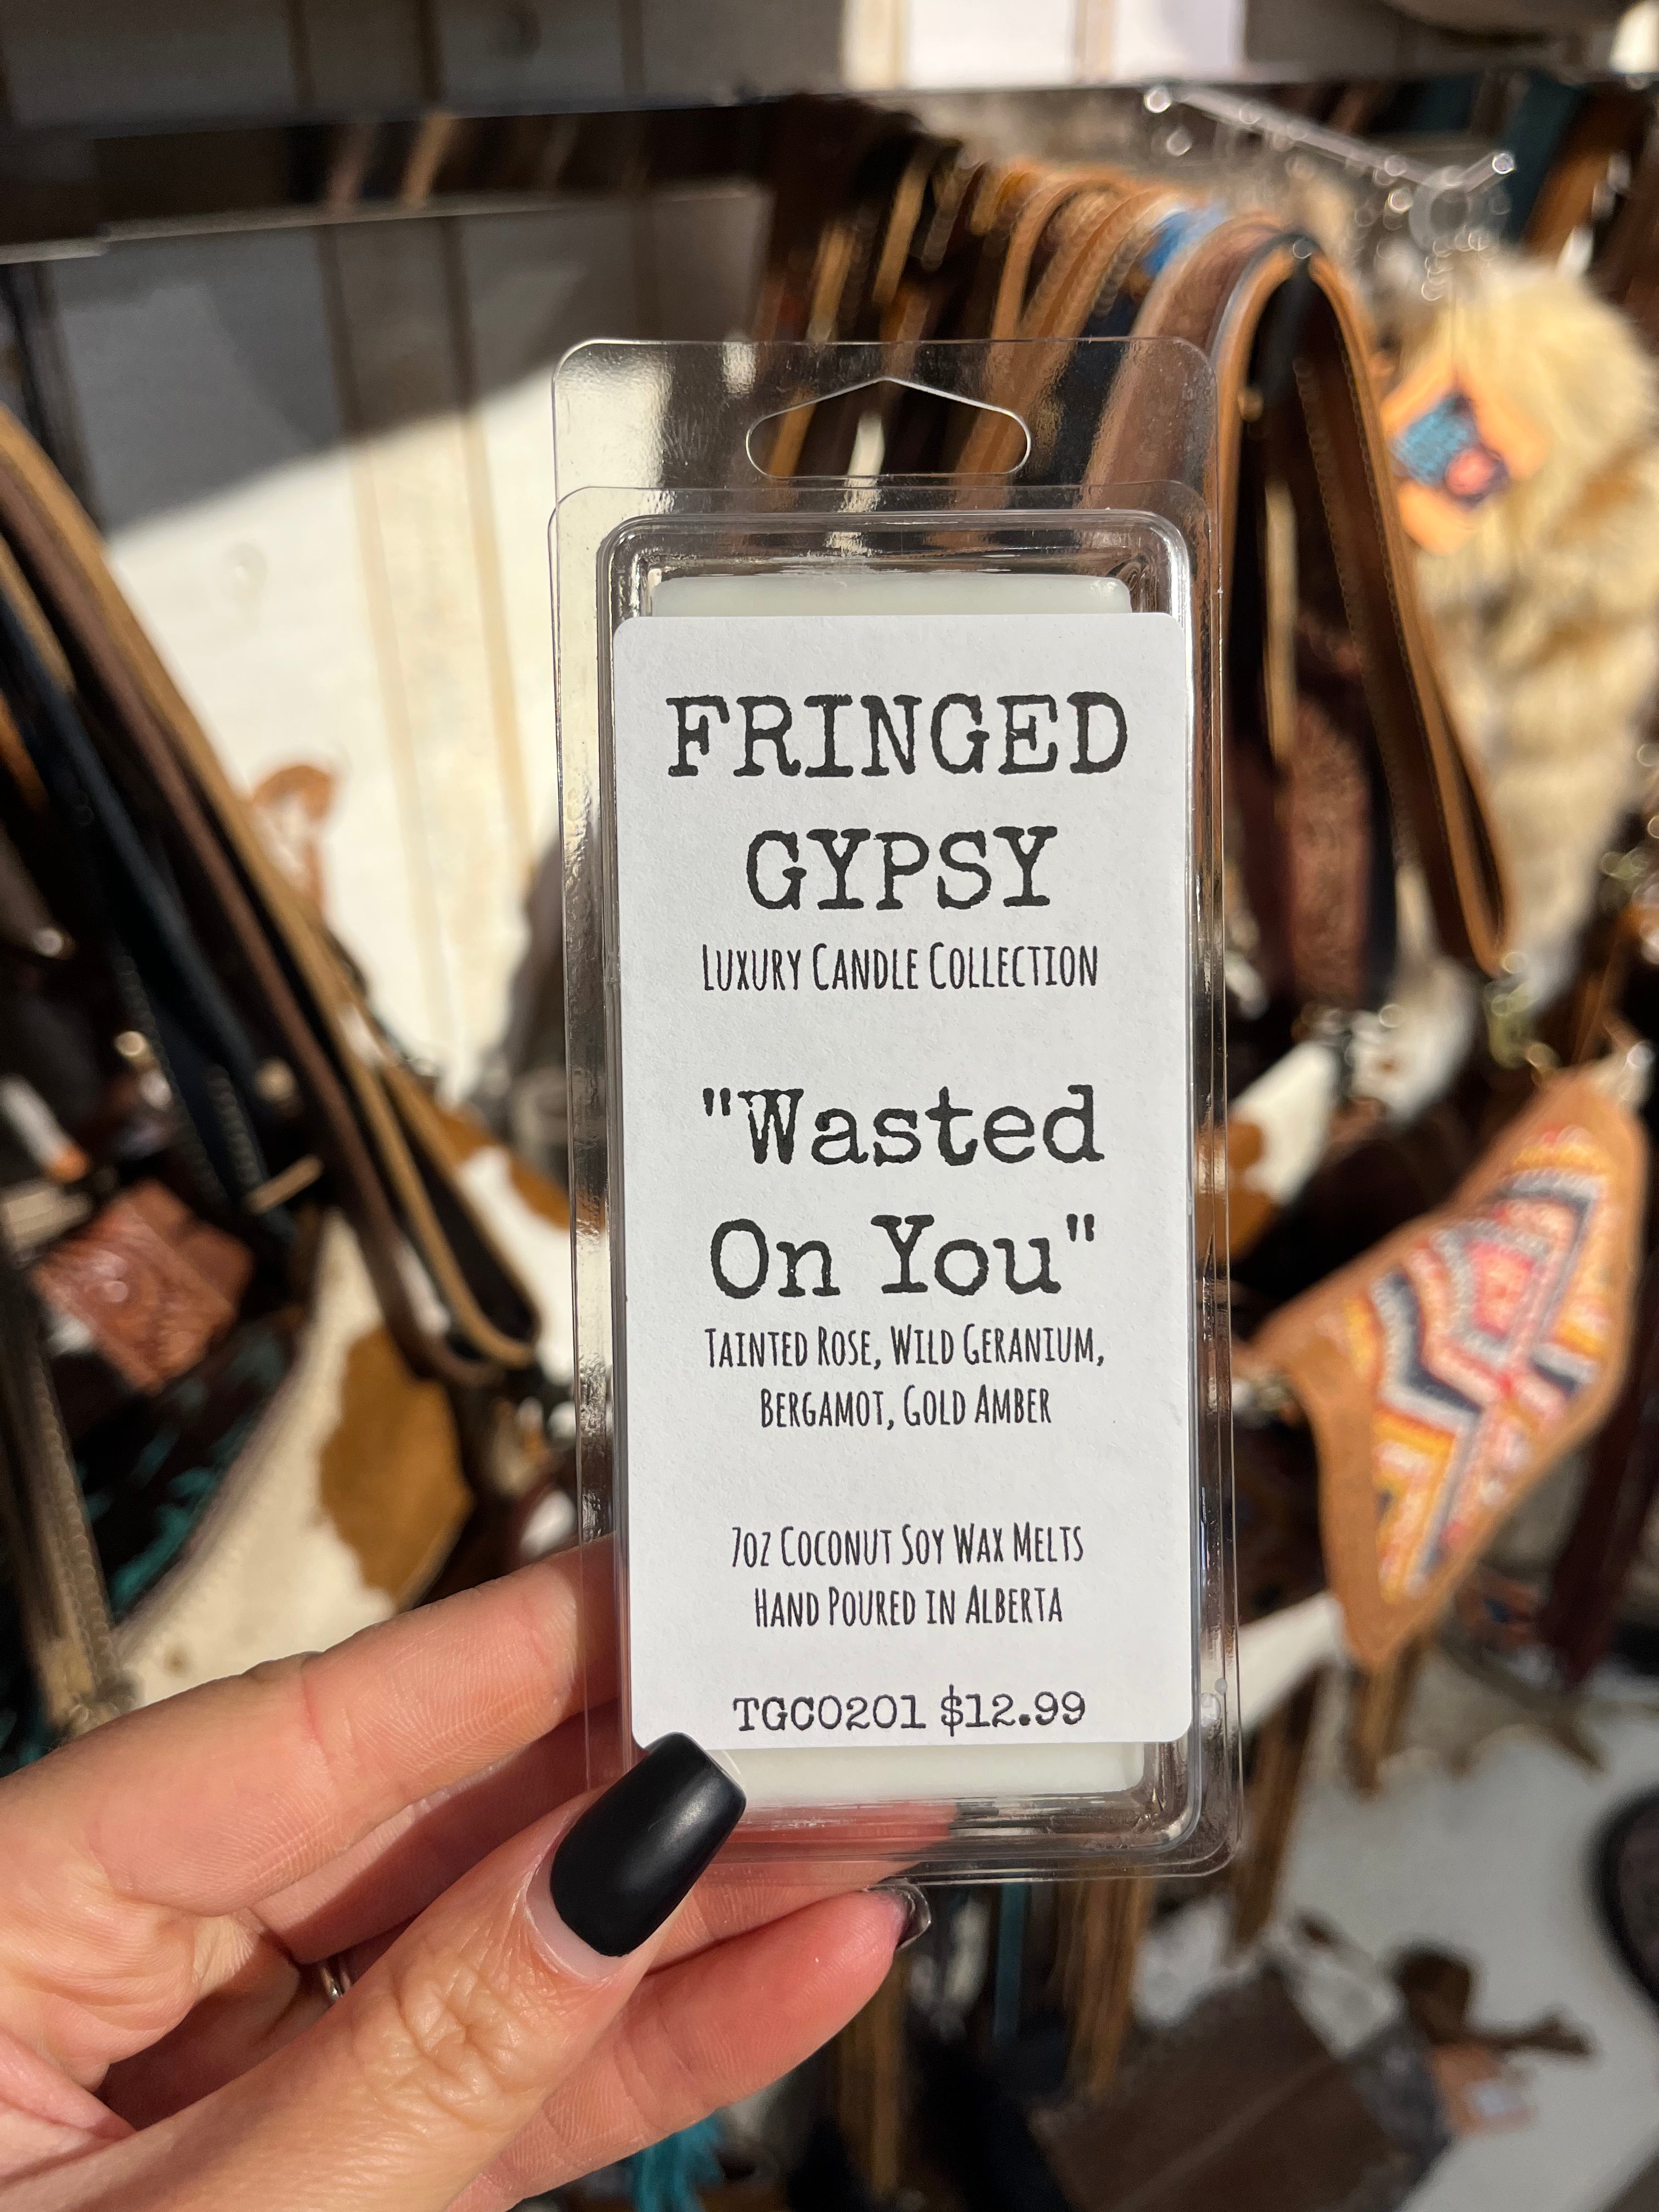 FRINGED
GYPSY
LUXURY CANDLE COLLECTION
"Wasted
On You"
TAINTED ROSE, WILD GERANIUM,
BERGAMOT, GOLD AMBER
7OZ COCONUT SOY WAX MELTS
HAND POURED IN ALBERTA
TGC0201 $12.99